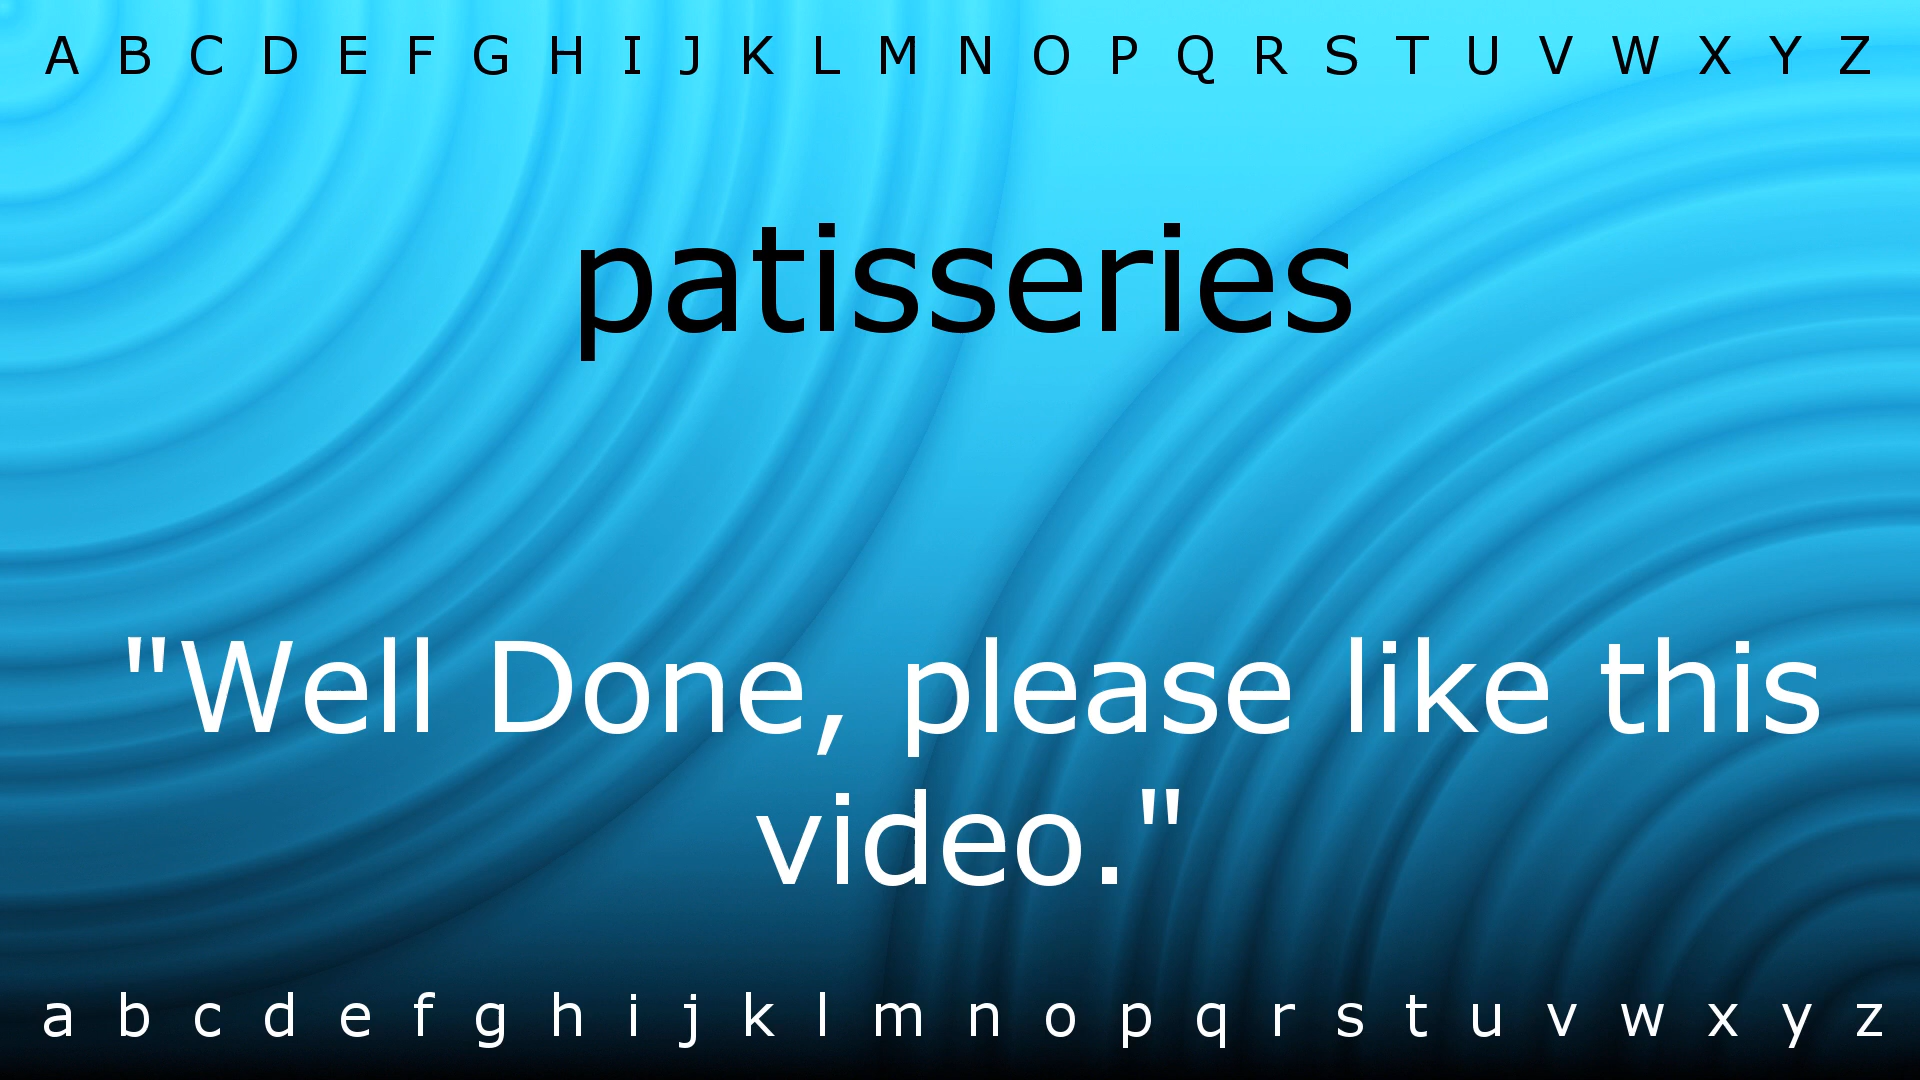 A B C D E F G H I J K L M N O P Q R S T U V W X Y Z
patisseries
"Well Done, please like this
video."
a b c d e f g h i j k l m n o p q r s t u v w x y z